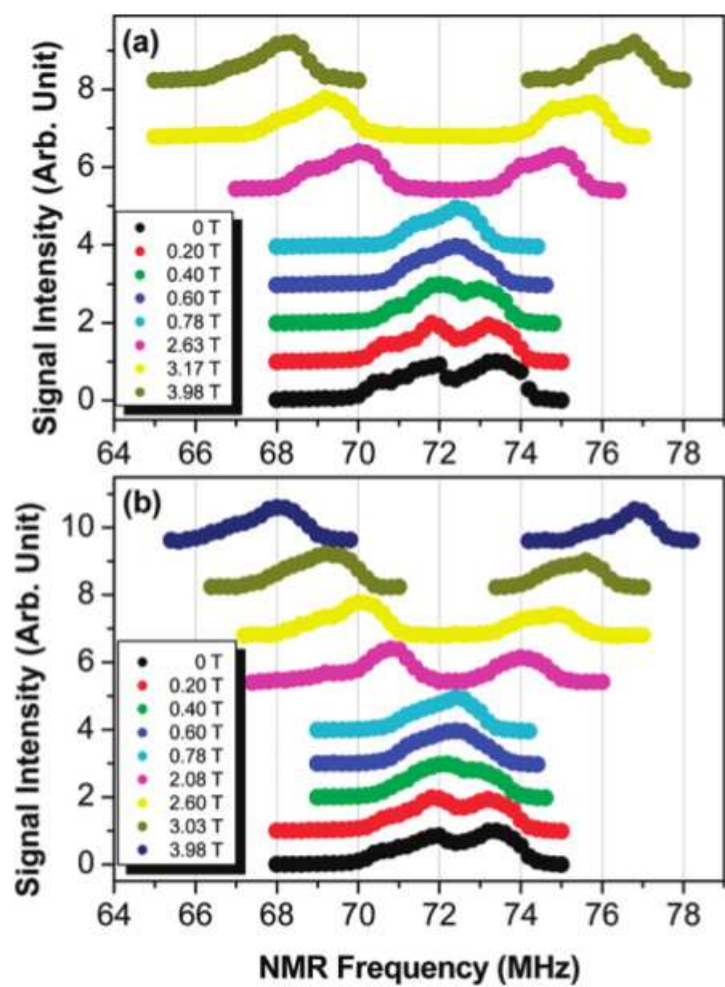 (a)
8
6
4
2
0
Signal Intensity (Arb. Unit)
0 T
0.20 T
0.40 T
0.60 T
0.78 T
2.63 T
3.17 T
3.98 T
64 66 68 70 72 74 76 78
(b)
10
8
6
4
2
0
Signal Intensity (Arb. Unit)
0 T
0.20 T
0.40 T
0.60 T
0.78 T
2.08 T
2.60 T
3.03 T
3.98 T
64 66 68 70 72 74 76 78
NMR Frequency (MHz)